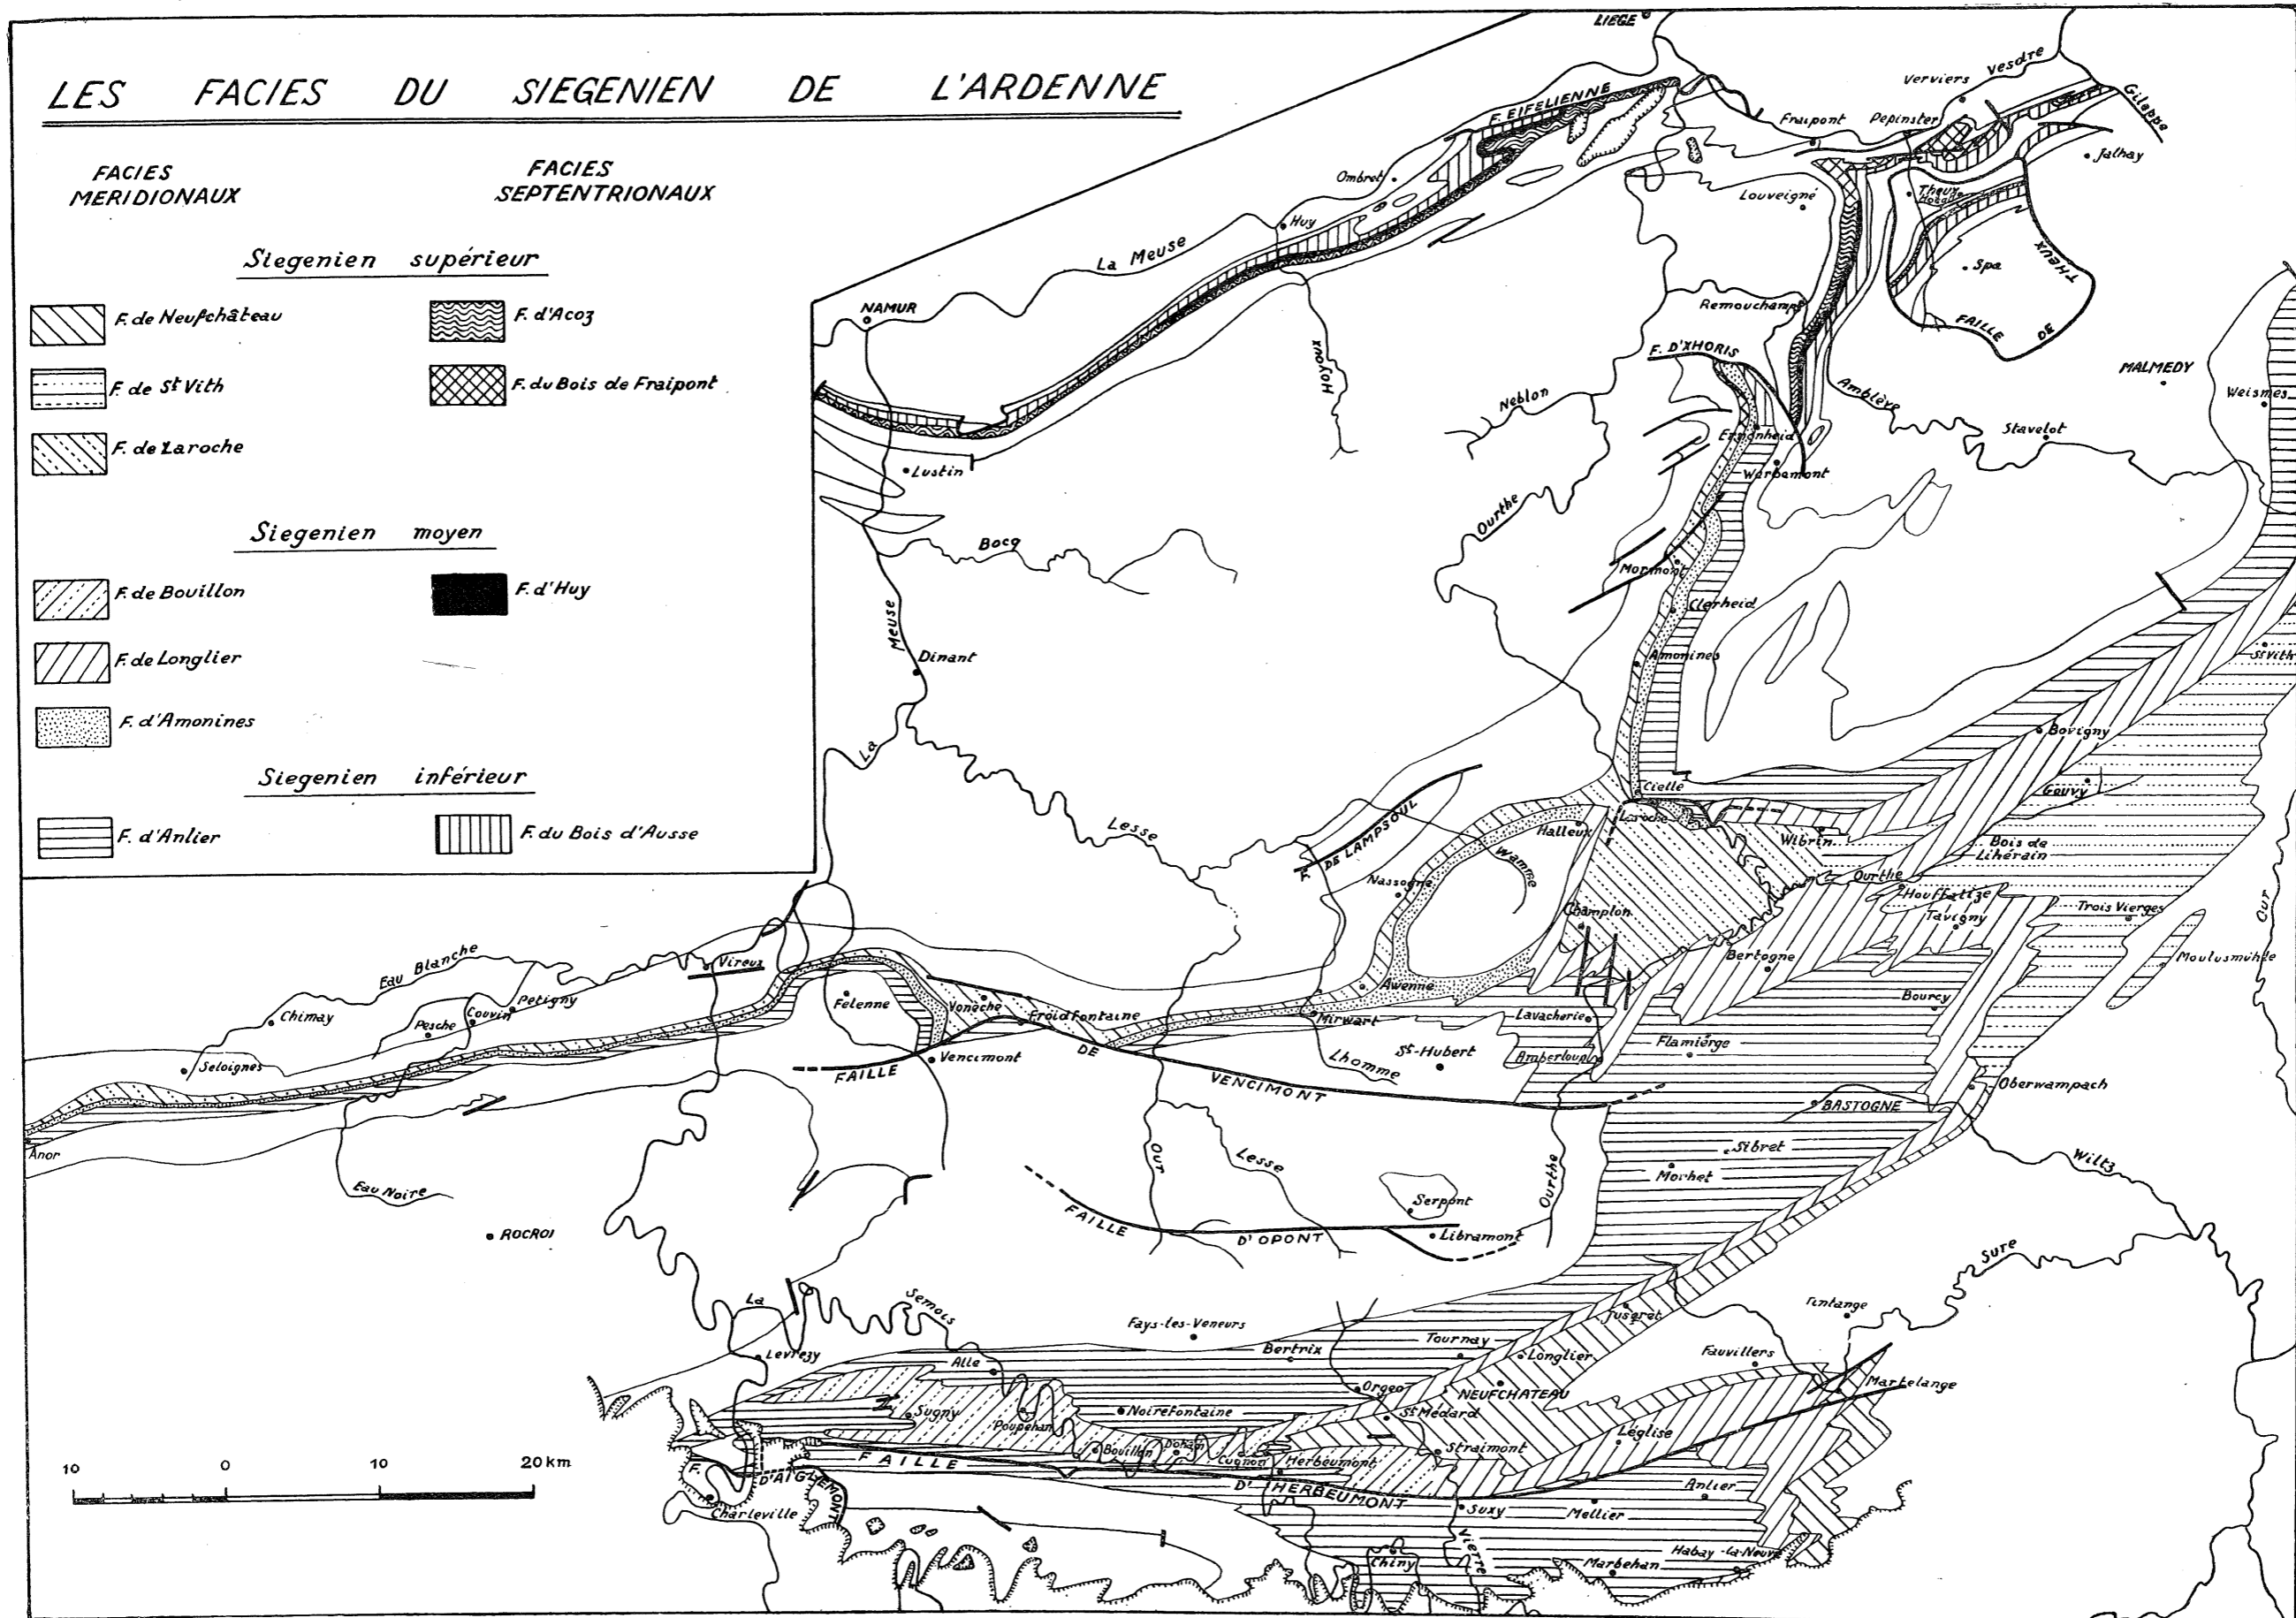 LES FACIES DU SIEGENIEN DE L'ARDENNE
FACIES
MERIDIONAUX
FACIES
SEPTENTRIONAUX
Siegenien supérieur
F. de Neufchâteau
F. d'Acoz
F. de St Vith
F. du Bois de Fraipont
F. de Laroche
Siegenien moyen
F. de Bouillon
F. d'Huy
F. de Longlier
F. d'Amonines
Siegenien inférieur
F. d'Anlier
F. du Bois d'Ausse
LIEGE
Verviers
Vesdre
Gileppe
F. EIFELIENNE
Fraipont
Pepinster
Jalhay
Ombret
Louveigné
Theux
Huy
La Meuse
Spa
FAILLE DE THEUX
NAMUR
Remouchamps
Hoyoux
F. D'XHORIS
MALMEDY
Weismes
Neblon
Amblève
Stavelot
Ernonheid
Lustin
Werbomont
Ourthe
Bocq
Mormont
Clerheid
Meuse
Dinant
Amonines
St Vith
La
Bovigny
Cielle
Gouvy
Lesse
F. DE LAMPSOUL
Halleux
Laroche
Wibrin
Bois de
Lihérain
Wamme
Nassogne
Ourthe
Houffalize
Our
Champlon
Tavigny
Trois Vierges
Eau Blanche
Vireux
Bertogne
Moulusmühle
Felenne
Vonêche
Awenne
Petigny
Chimay
Couvin
Pesche
Froidfontaine
Mirwart
Lavacherie
Bourcy
Seloignes
Vencimont
St-Hubert
Amberloup
Flamierge
Lhomme
FAILLE DE VENCIMONT
Oberwampach
BASTOGNE
Anor
Sibret
Our
Lesse
Morhet
Wiltz
Eau Noire
Ourthe
Serpont
ROCROI
FAILLE D'OPONT
Libramont
Sure
La
Semois
Tintange
Juseret
Fays-les-Veneurs
Tournay
Levrezy
Alle
Bertrix
Longlier
Fauvillers
Orgeo
NEUFCHATEAU
Martelange
Sugny
Poupehan
Noirefontaine
St Médard
Léglise
Bouillon
Dohan
Cugnon
Herbeumont
Straimont
10 0 10 20 km
F. D'AIGLEMONT
FAILLE D'HERBEUMONT
Anlier
Charleville
Suxy
Mellier
Vierre
Chiny
Marbehan
Habay-la-Neuve